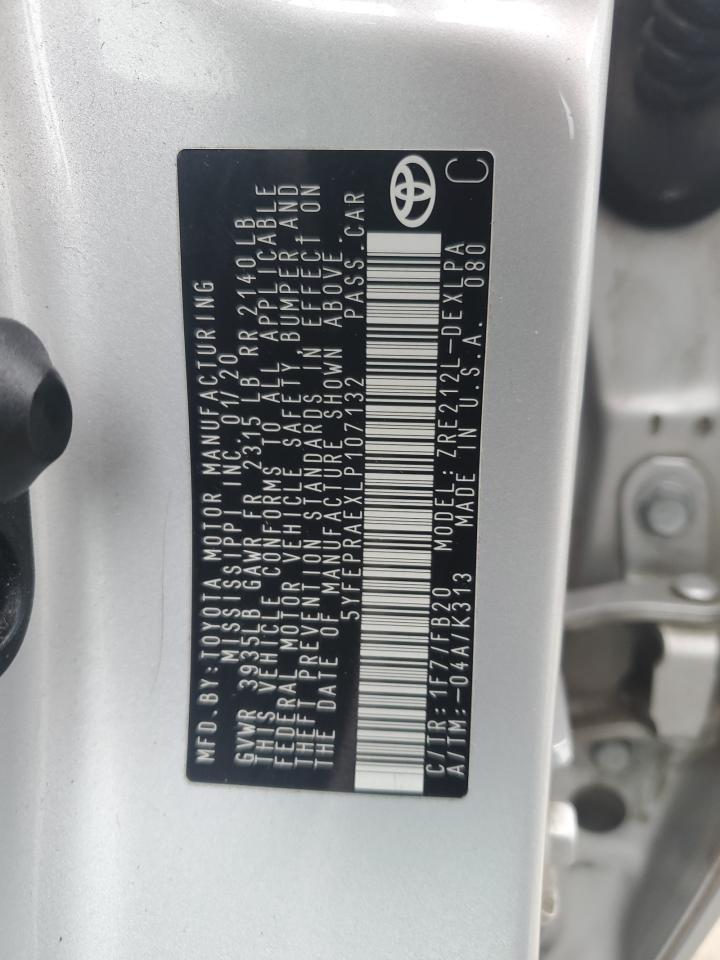 MFD.BY: TOYOTA MOTOR MANUFACTURING
MISSISSIPPI INC. 01/20
GVWR 3935LB GAWR FR 2315 LB RR 2140LB
THIS VEHICLE CONFORMS TO ALL APPLICABLE
FEDERAL MOTOR VEHICLE SAFETY, BUMPER, AND
THEFT PREVENTION STANDARDS IN EFFECT ON
THE DATE OF MANUFACTURE SHOWN ABOVE.
5YFEPRAEXLP107132 PASS.CAR
C/TR: 1F7/FB20 MODEL: ZRE212L-DEXLPA
A/TM: -04A/K313 MADE IN U.S.A. 080 C